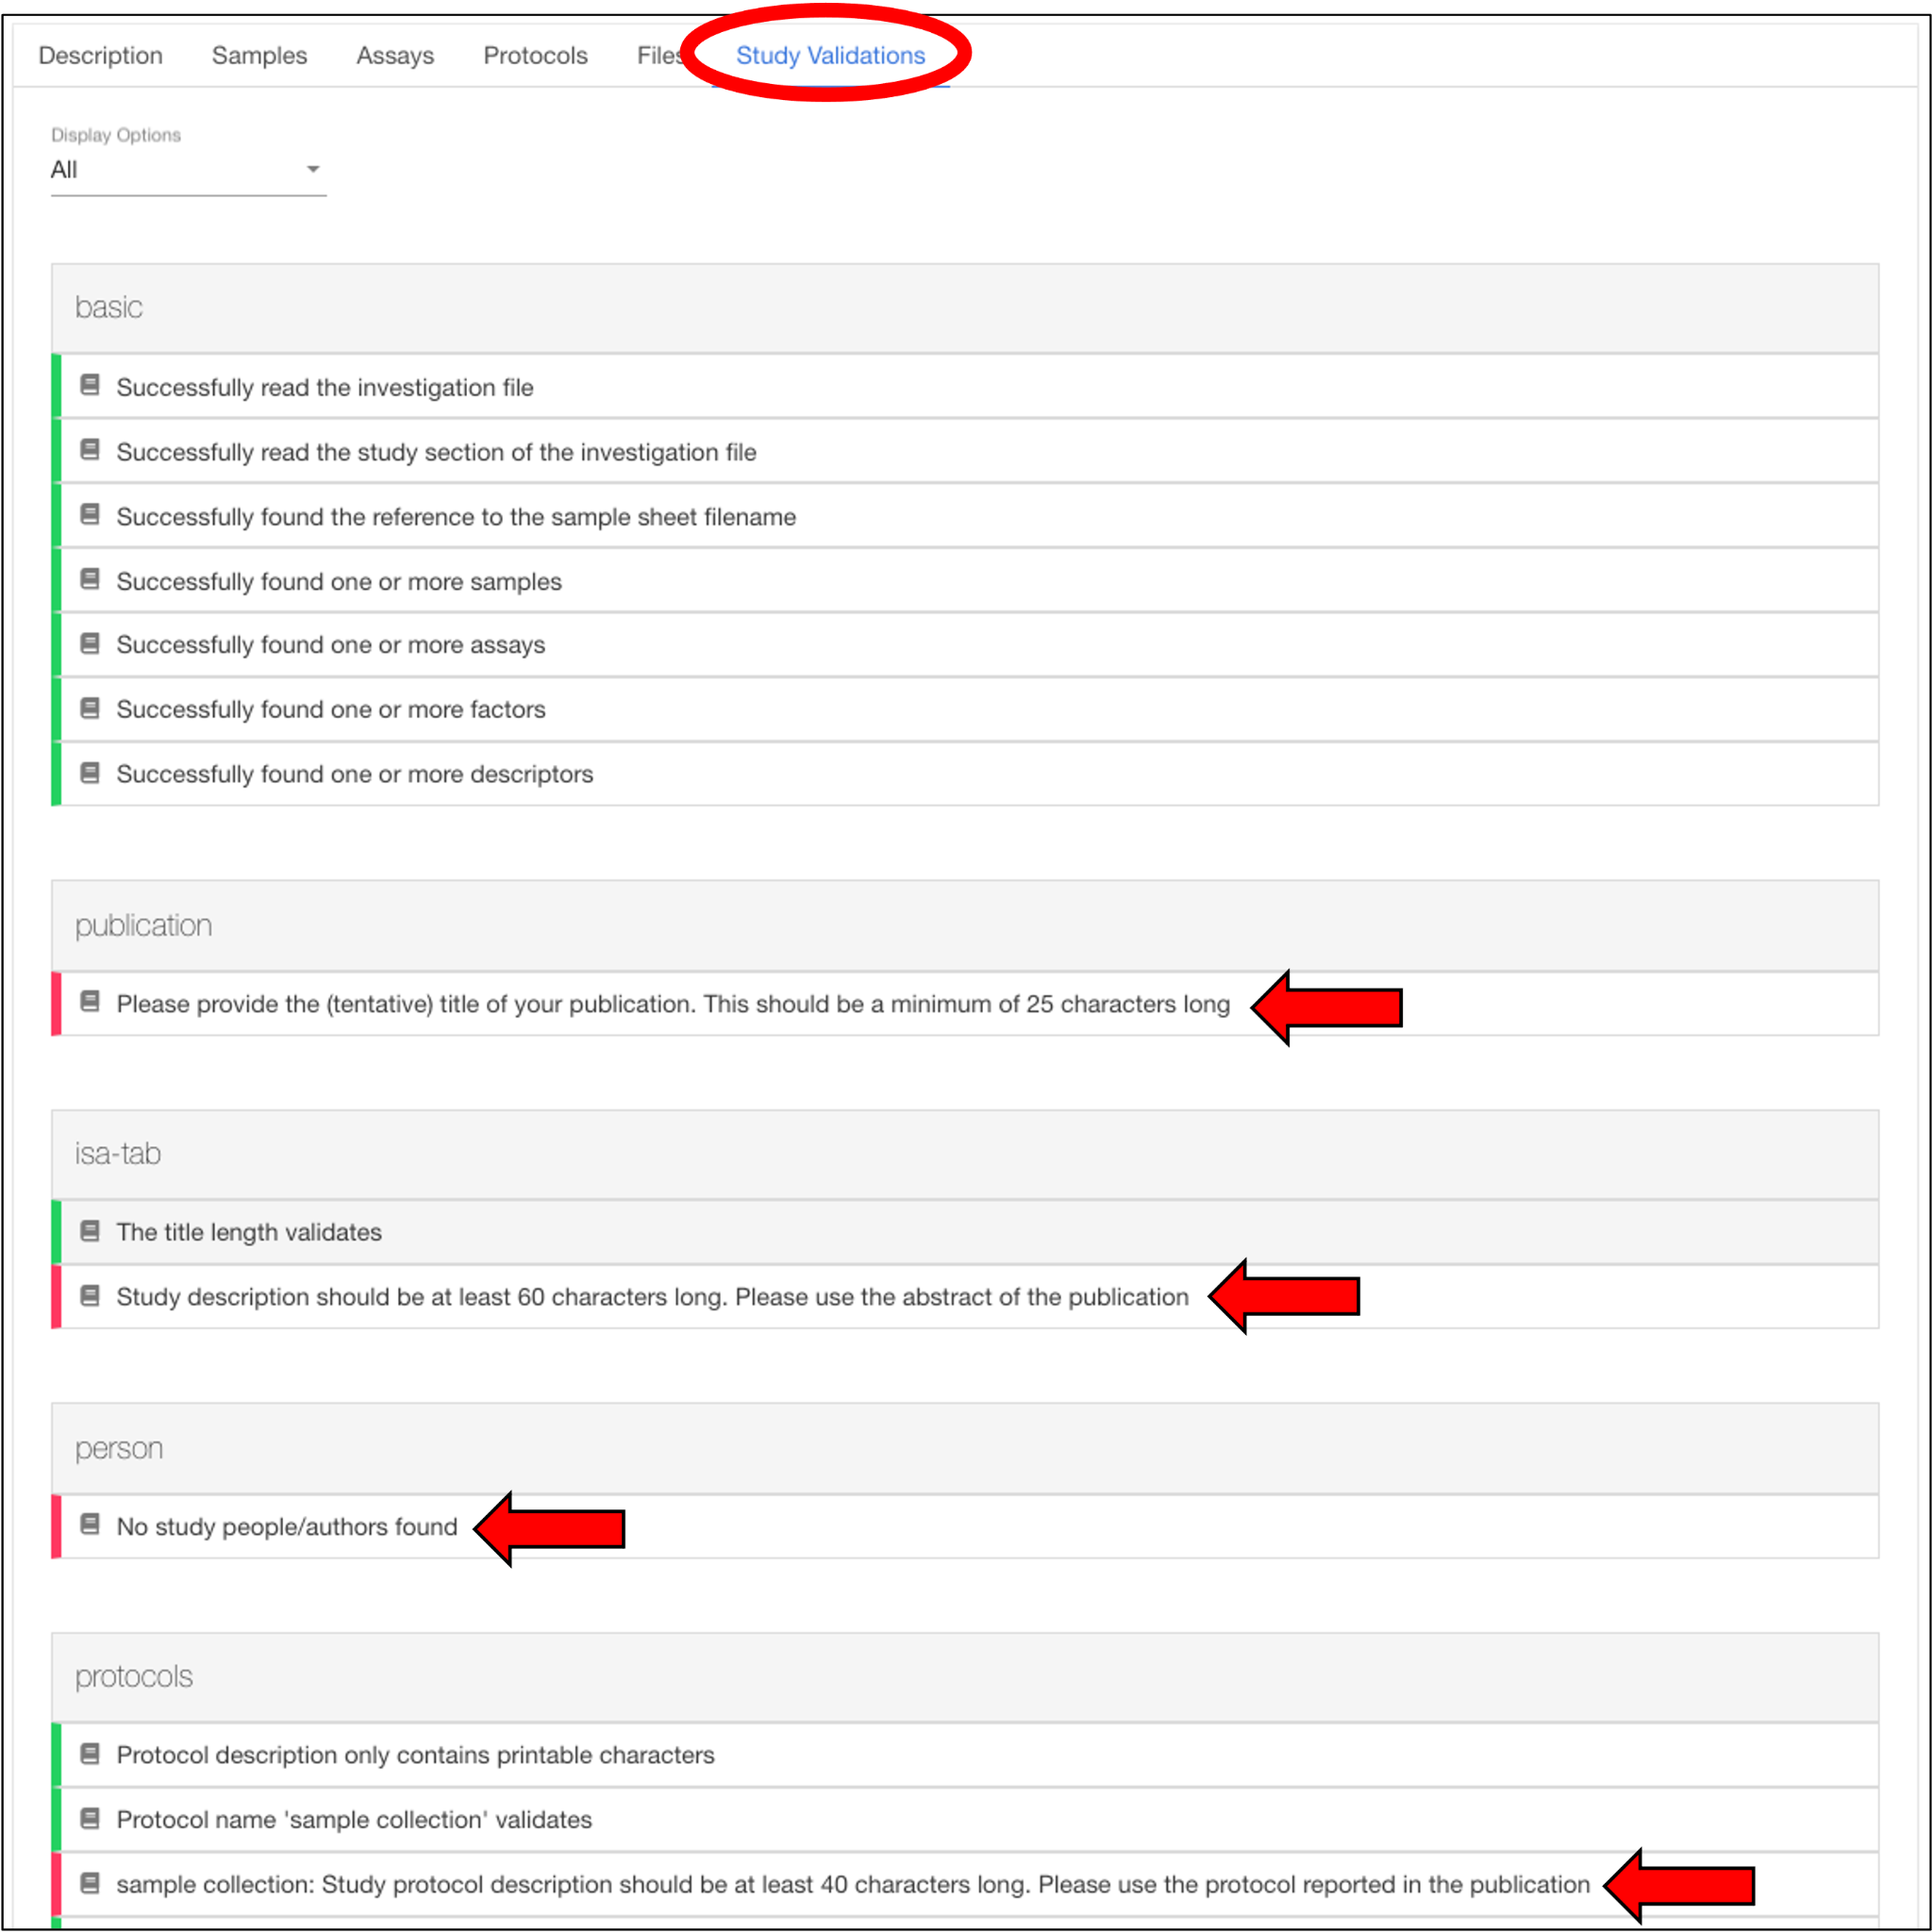 Description Samples Assays Protocols Files Study Validations
Display Options
All
basic
Successfully read the investigation file
Successfully read the study section of the investigation file
Successfully found the reference to the sample sheet filename
Successfully found one or more samples
Successfully found one or more assays
Successfully found one or more factors
Successfully found one or more descriptors
publication
Please provide the (tentative) title of your publication. This should be a minimum of 25 characters long
isa-tab
The title length validates
Study description should be at least 60 characters long. Please use the abstract of the publication
person
No study people/authors found
protocols
Protocol description only contains printable characters
Protocol name 'sample collection' validates
sample collection: Study protocol description should be at least 40 characters long. Please use the protocol reported in the publication